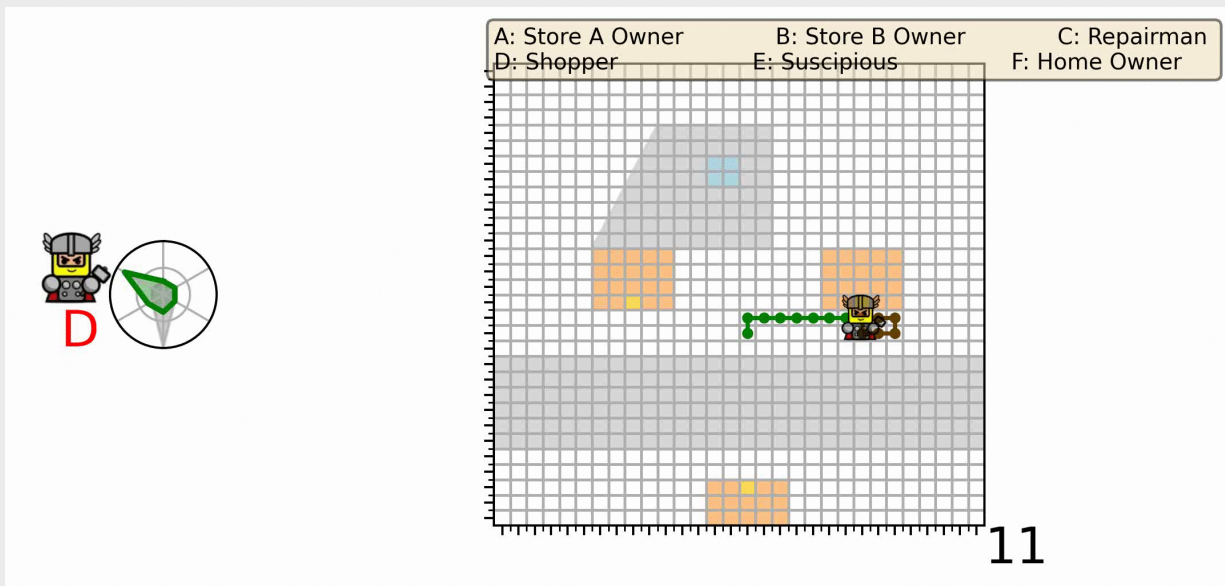 A: Store A Owner B: Store B Owner C: Repairman
D: Shopper E: Suscipious F: Home Owner
D
11